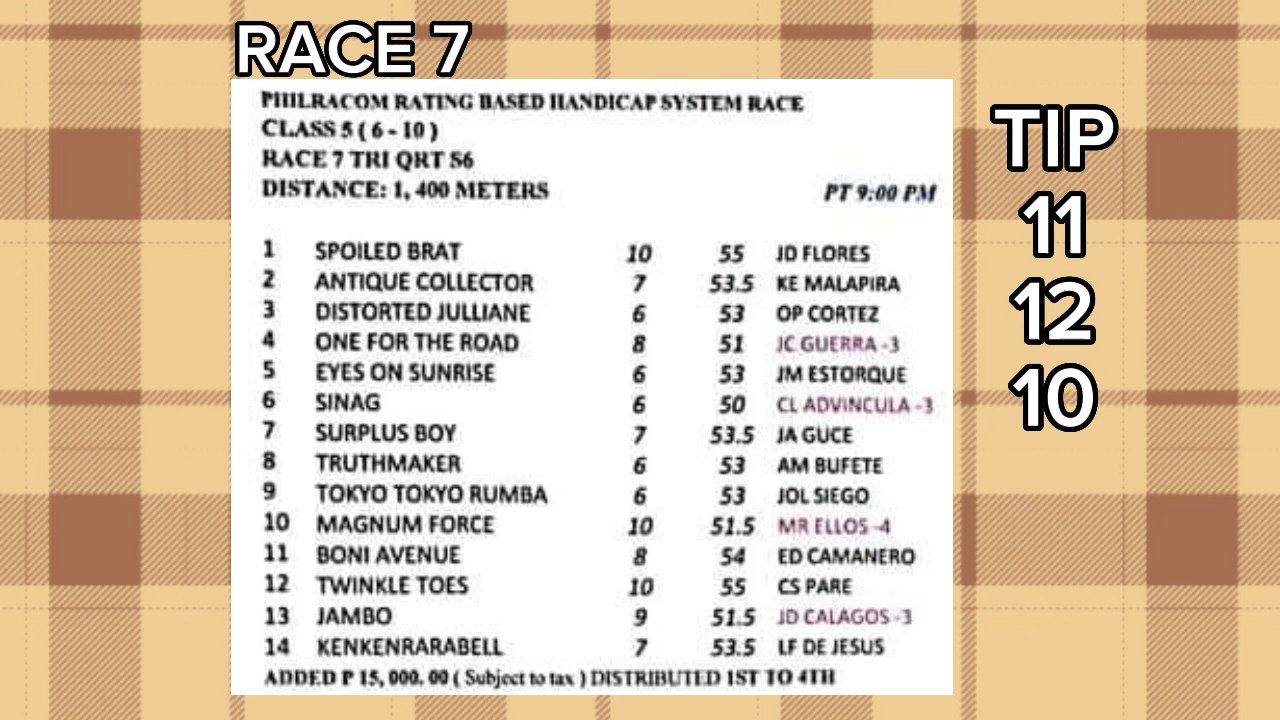 RACE 7
PHILRACOM RATING BASED HANDICAP SYSTEM RACE
CLASS 5 ( 6 - 10 )
RACE 7 TRI QRT S6
DISTANCE: 1, 400 METERS
PT 9:00 PM
1 SPOILED BRAT 10 55 JD FLORES
2 ANTIQUE COLLECTOR 7 53.5 KE MALAPIRA
3 DISTORTED JULLIANE 6 53 OP CORTEZ
4 ONE FOR THE ROAD 8 51 JC GUERRA -3
5 EYES ON SUNRISE 6 53 JM ESTORQUE
6 SINAG 6 50 CL ADVINCULA -3
7 SURPLUS BOY 7 53.5 JA GUCE
8 TRUTHMAKER 6 53 AM BUFETE
9 TOKYO TOKYO RUMBA 6 53 JOL SIEGO
10 MAGNUM FORCE 10 51.5 MR ELLOS -4
11 BONI AVENUE 8 54 ED CAMANERO
12 TWINKLE TOES 10 55 CS PARE
13 JAMBO 9 51.5 JD CALAGOS -3
14 KENKENRARABELL 7 53.5 LF DE JESUS
ADDED P 15, 000. 00 ( Subject to tax ) DISTRIBUTED 1ST TO 4TH
TIP
11
12
10